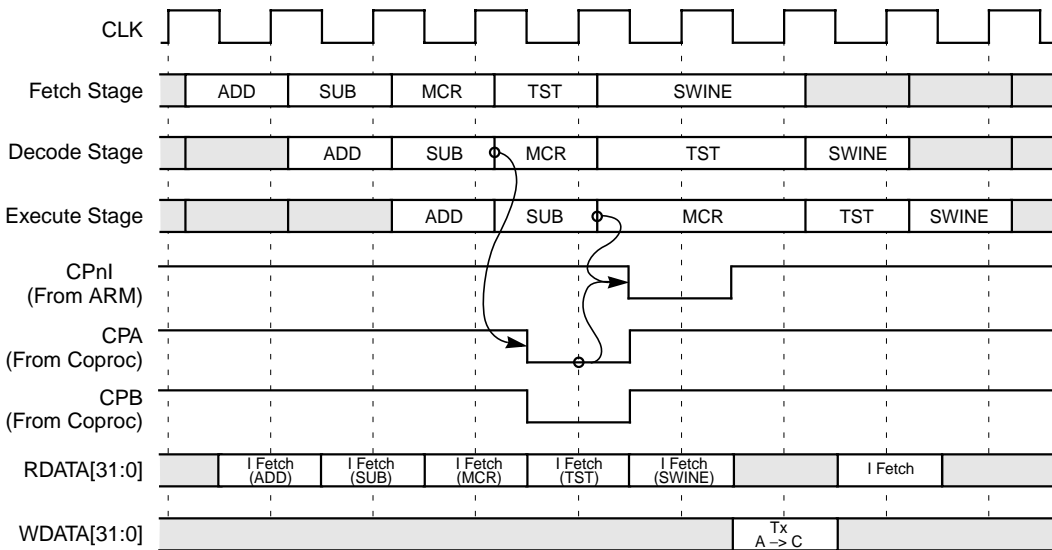 CLK
Fetch Stage
ADD
SUB
MCR
TST
SWINE
Decode Stage
ADD
SUB
MCR
TST
SWINE
Execute Stage
ADD
SUB
MCR
TST
SWINE
CPnI
(From ARM)
CPA
(From Coproc)
CPB
(From Coproc)
RDATA[31:0]
I Fetch
(ADD)
I Fetch
(SUB)
I Fetch
(MCR)
I Fetch
(TST)
I Fetch
(SWINE)
I Fetch
WDATA[31:0]
Tx
A –> C